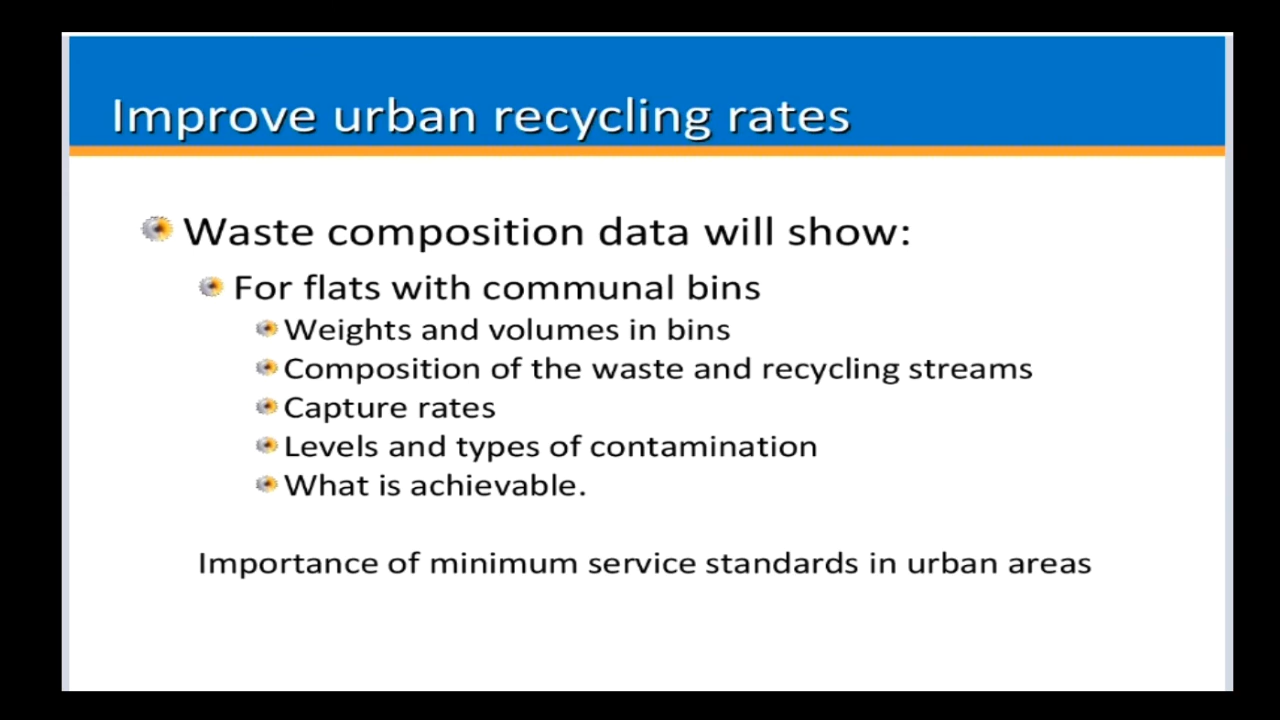 Improve urban recycling rates
Waste composition data will show:
For flats with communal bins
Weights and volumes in bins
Composition of the waste and recycling streams
Capture rates
Levels and types of contamination
What is achievable.
Importance of minimum service standards in urban areas